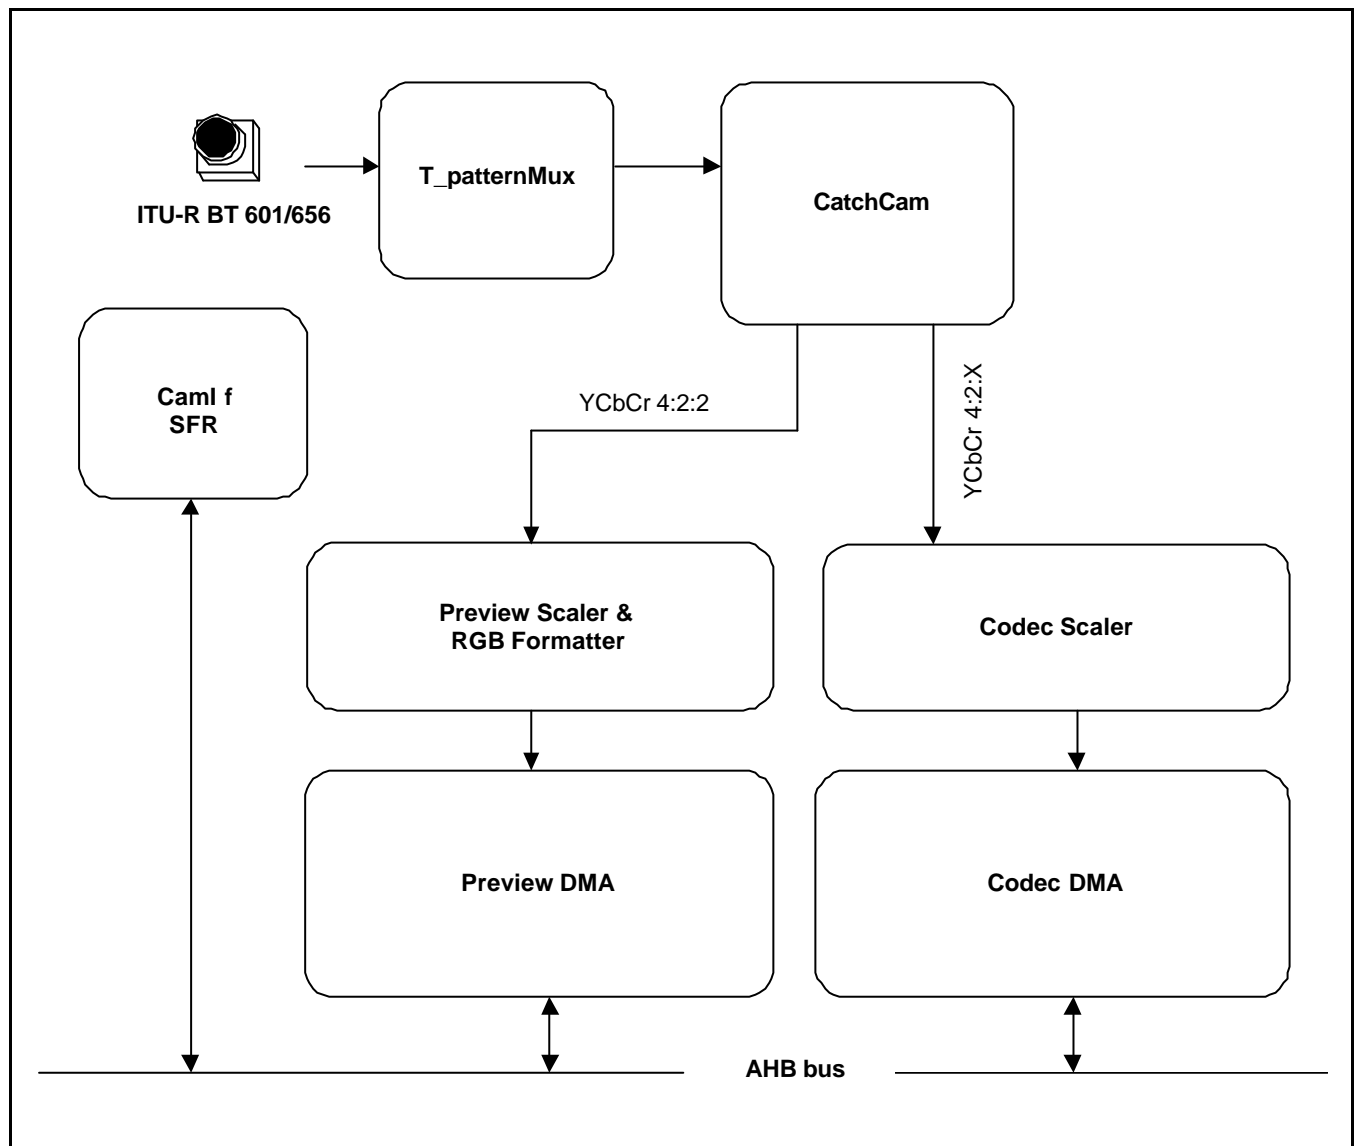 T_patternMux
CatchCam
ITU-R BT 601/656
CamI f
SFR
YCbCr 4:2:2
YCbCr 4:2:X
Preview Scaler &
RGB Formatter
Codec Scaler
Preview DMA
Codec DMA
AHB bus